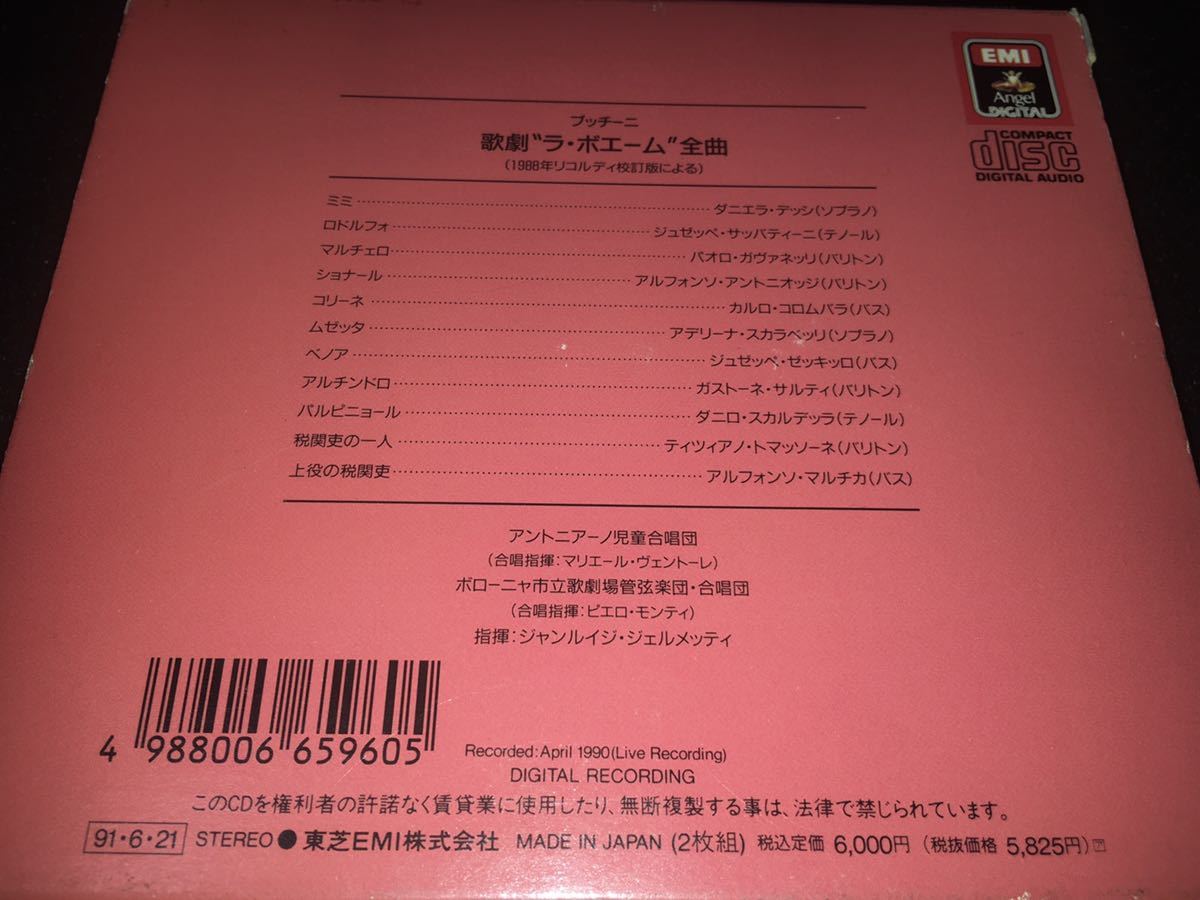 EMI
Angel
DIGITAL
COMPACT
disc
DIGITAL AUDIO
プッチーニ
歌劇“ラ・ボエーム”全曲
(1988年リコルディ校訂版による)
ミミ……ダニエラ・デッシ(ソプラノ)
ロドルフォ……ジュゼッペ・サッバティーニ(テノール)
マルチェロ……パオロ・ガヴァネッリ(バリトン)
ショナール……アルフォンソ・アントニオッジ(バリトン)
コリーネ……カルロ・コロムバラ(バス)
ムゼッタ……アデリーナ・スカラベッリ(ソプラノ)
ベノア……ジュゼッペ・ゼッキッロ(バス)
アルチンドロ……ガストーネ・サルティ(バリトン)
パルピニョール……ダニロ・スカルデッラ(テノール)
税関吏の一人……ティツィアノ・トマッソーネ(バリトン)
上役の税関吏……アルフォンソ・マルチカ(バス)
アントニアーノ児童合唱団
(合唱指揮:マリエール・ヴェントーレ)
ボローニャ市立歌劇場管弦楽団・合唱団
(合唱指揮:ピエロ・モンティ)
指揮:ジャンルイジ・ジェルメッティ
4 988006 659605
Recorded: April 1990(Live Recording)
DIGITAL RECORDING
このCDを権利者の許諾なく賃貸業に使用したり、無断複製する事は、法律で禁じられています。
91・6・21 STEREO ● 東芝EMI株式会社 MADE IN JAPAN (2枚組) 税込定価 6,000円 (税抜価格 5,825円)